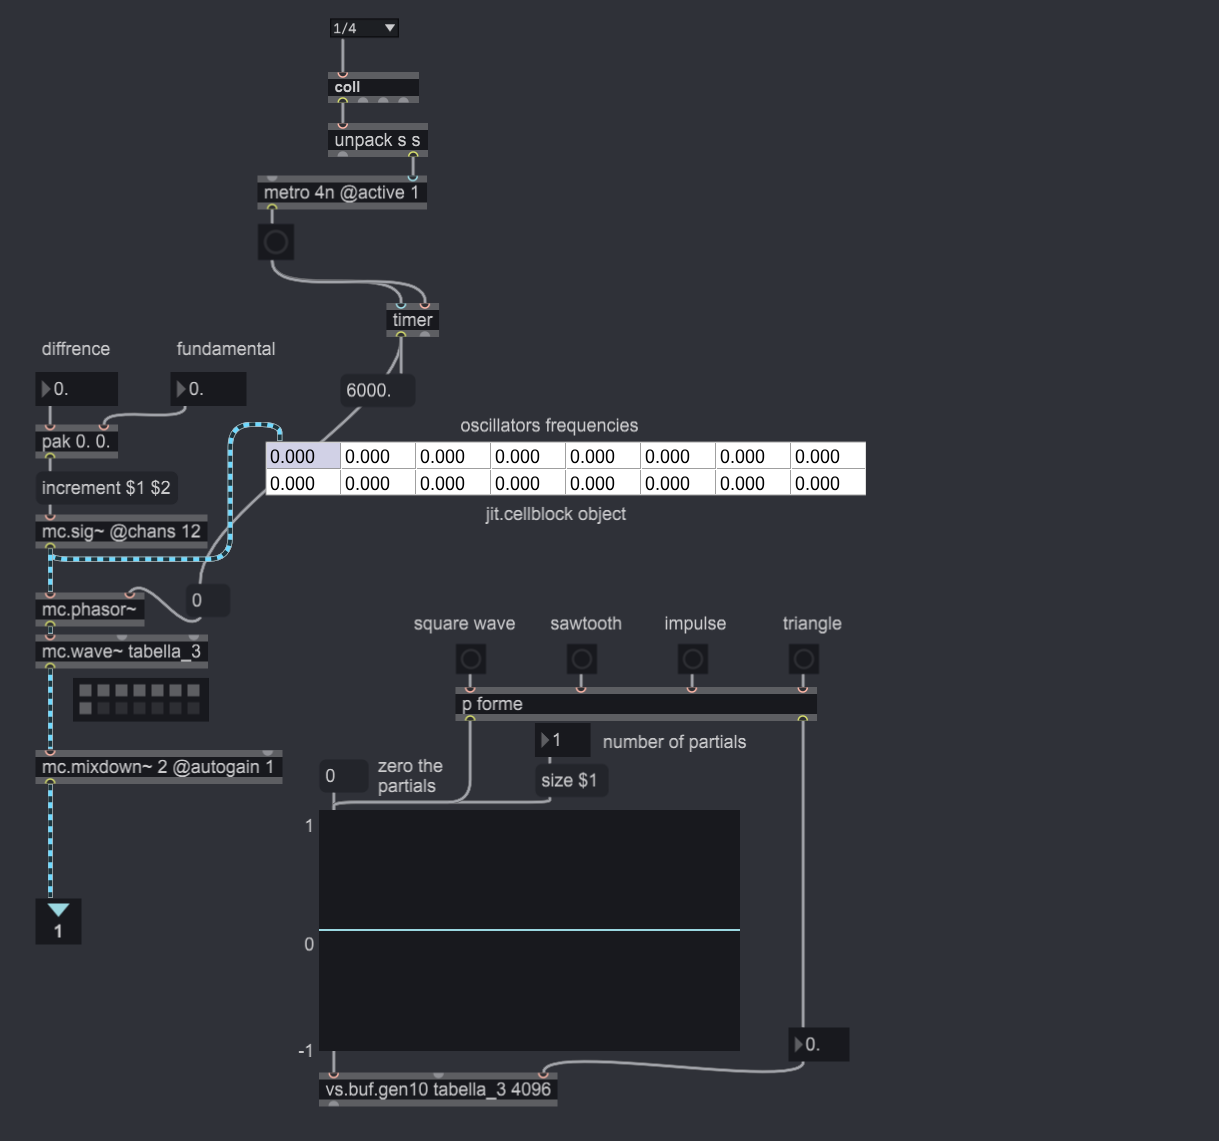 1/4
coll
unpack s s
metro 4n @active 1
timer
diffrence
fundamental
0.
0.
6000.
pak 0. 0.
oscillators frequencies
0.000 0.000 0.000 0.000 0.000 0.000 0.000 0.000
0.000 0.000 0.000 0.000 0.000 0.000 0.000 0.000
increment $1 $2
jit.cellblock object
mc.sig~ @chans 12
0
mc.phasor~
mc.wave~ tabella_3
square wave
sawtooth
impulse
triangle
p forme
1
number of partials
mc.mixdown~ 2 @autogain 1
0
zero the
partials
size $1
1
0
-1
1
0.
vs.buf.gen10 tabella_3 4096